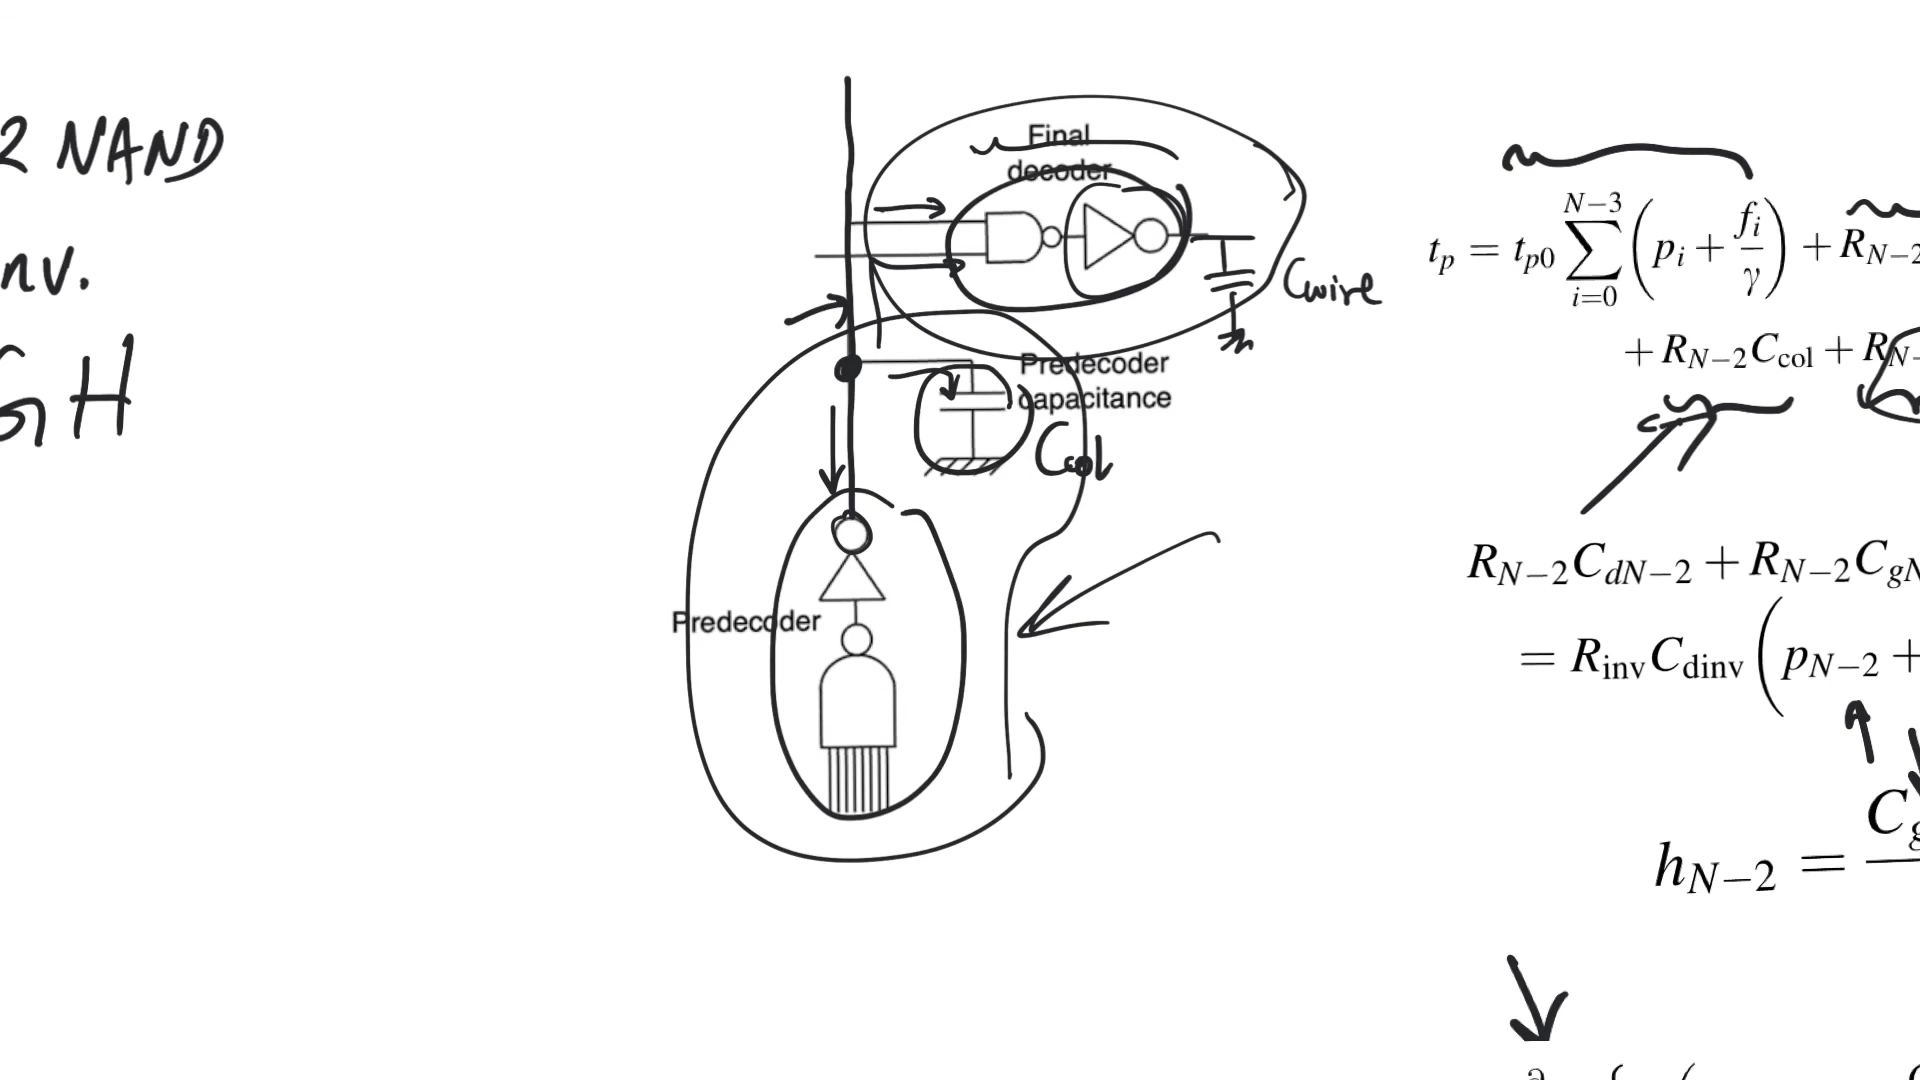 2 NAND
nv.
G H
Final
decoder
Cwire
Predecoder
capacitance
Ccol
Predecoder
t_p = t_{p0} \sum_{i=0}^{N-3} \left( p_i + \frac{f_i}{\gamma} \right) + R_{N-2}
+ R_{N-2} C_{col} + R_{N-
R_{N-2} C_{dN-2} + R_{N-2} C_{gN
= R_{inv} C_{dinv} ( p_{N-2} +
h_{N-2} = C_g